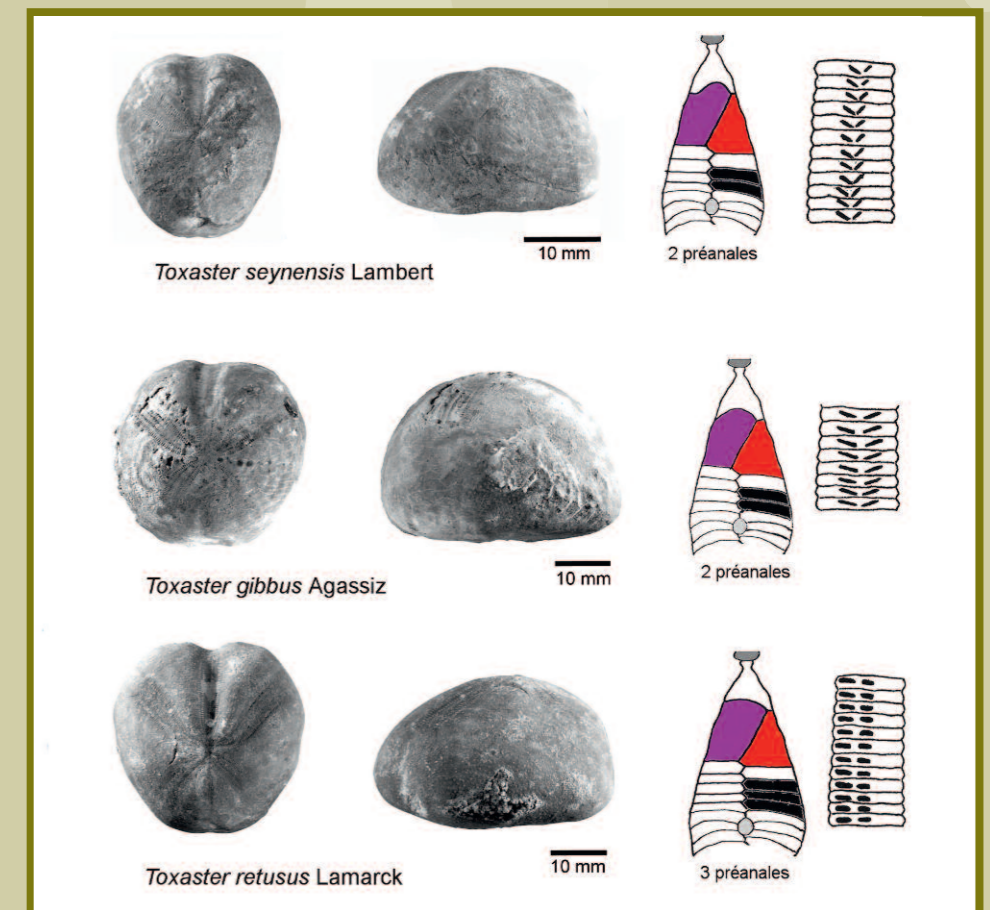 10 mm
2 préanales
Toxaster seynensis Lambert
10 mm
2 préanales
Toxaster gibbus Agassiz
10 mm
3 préanales
Toxaster retusus Lamarck